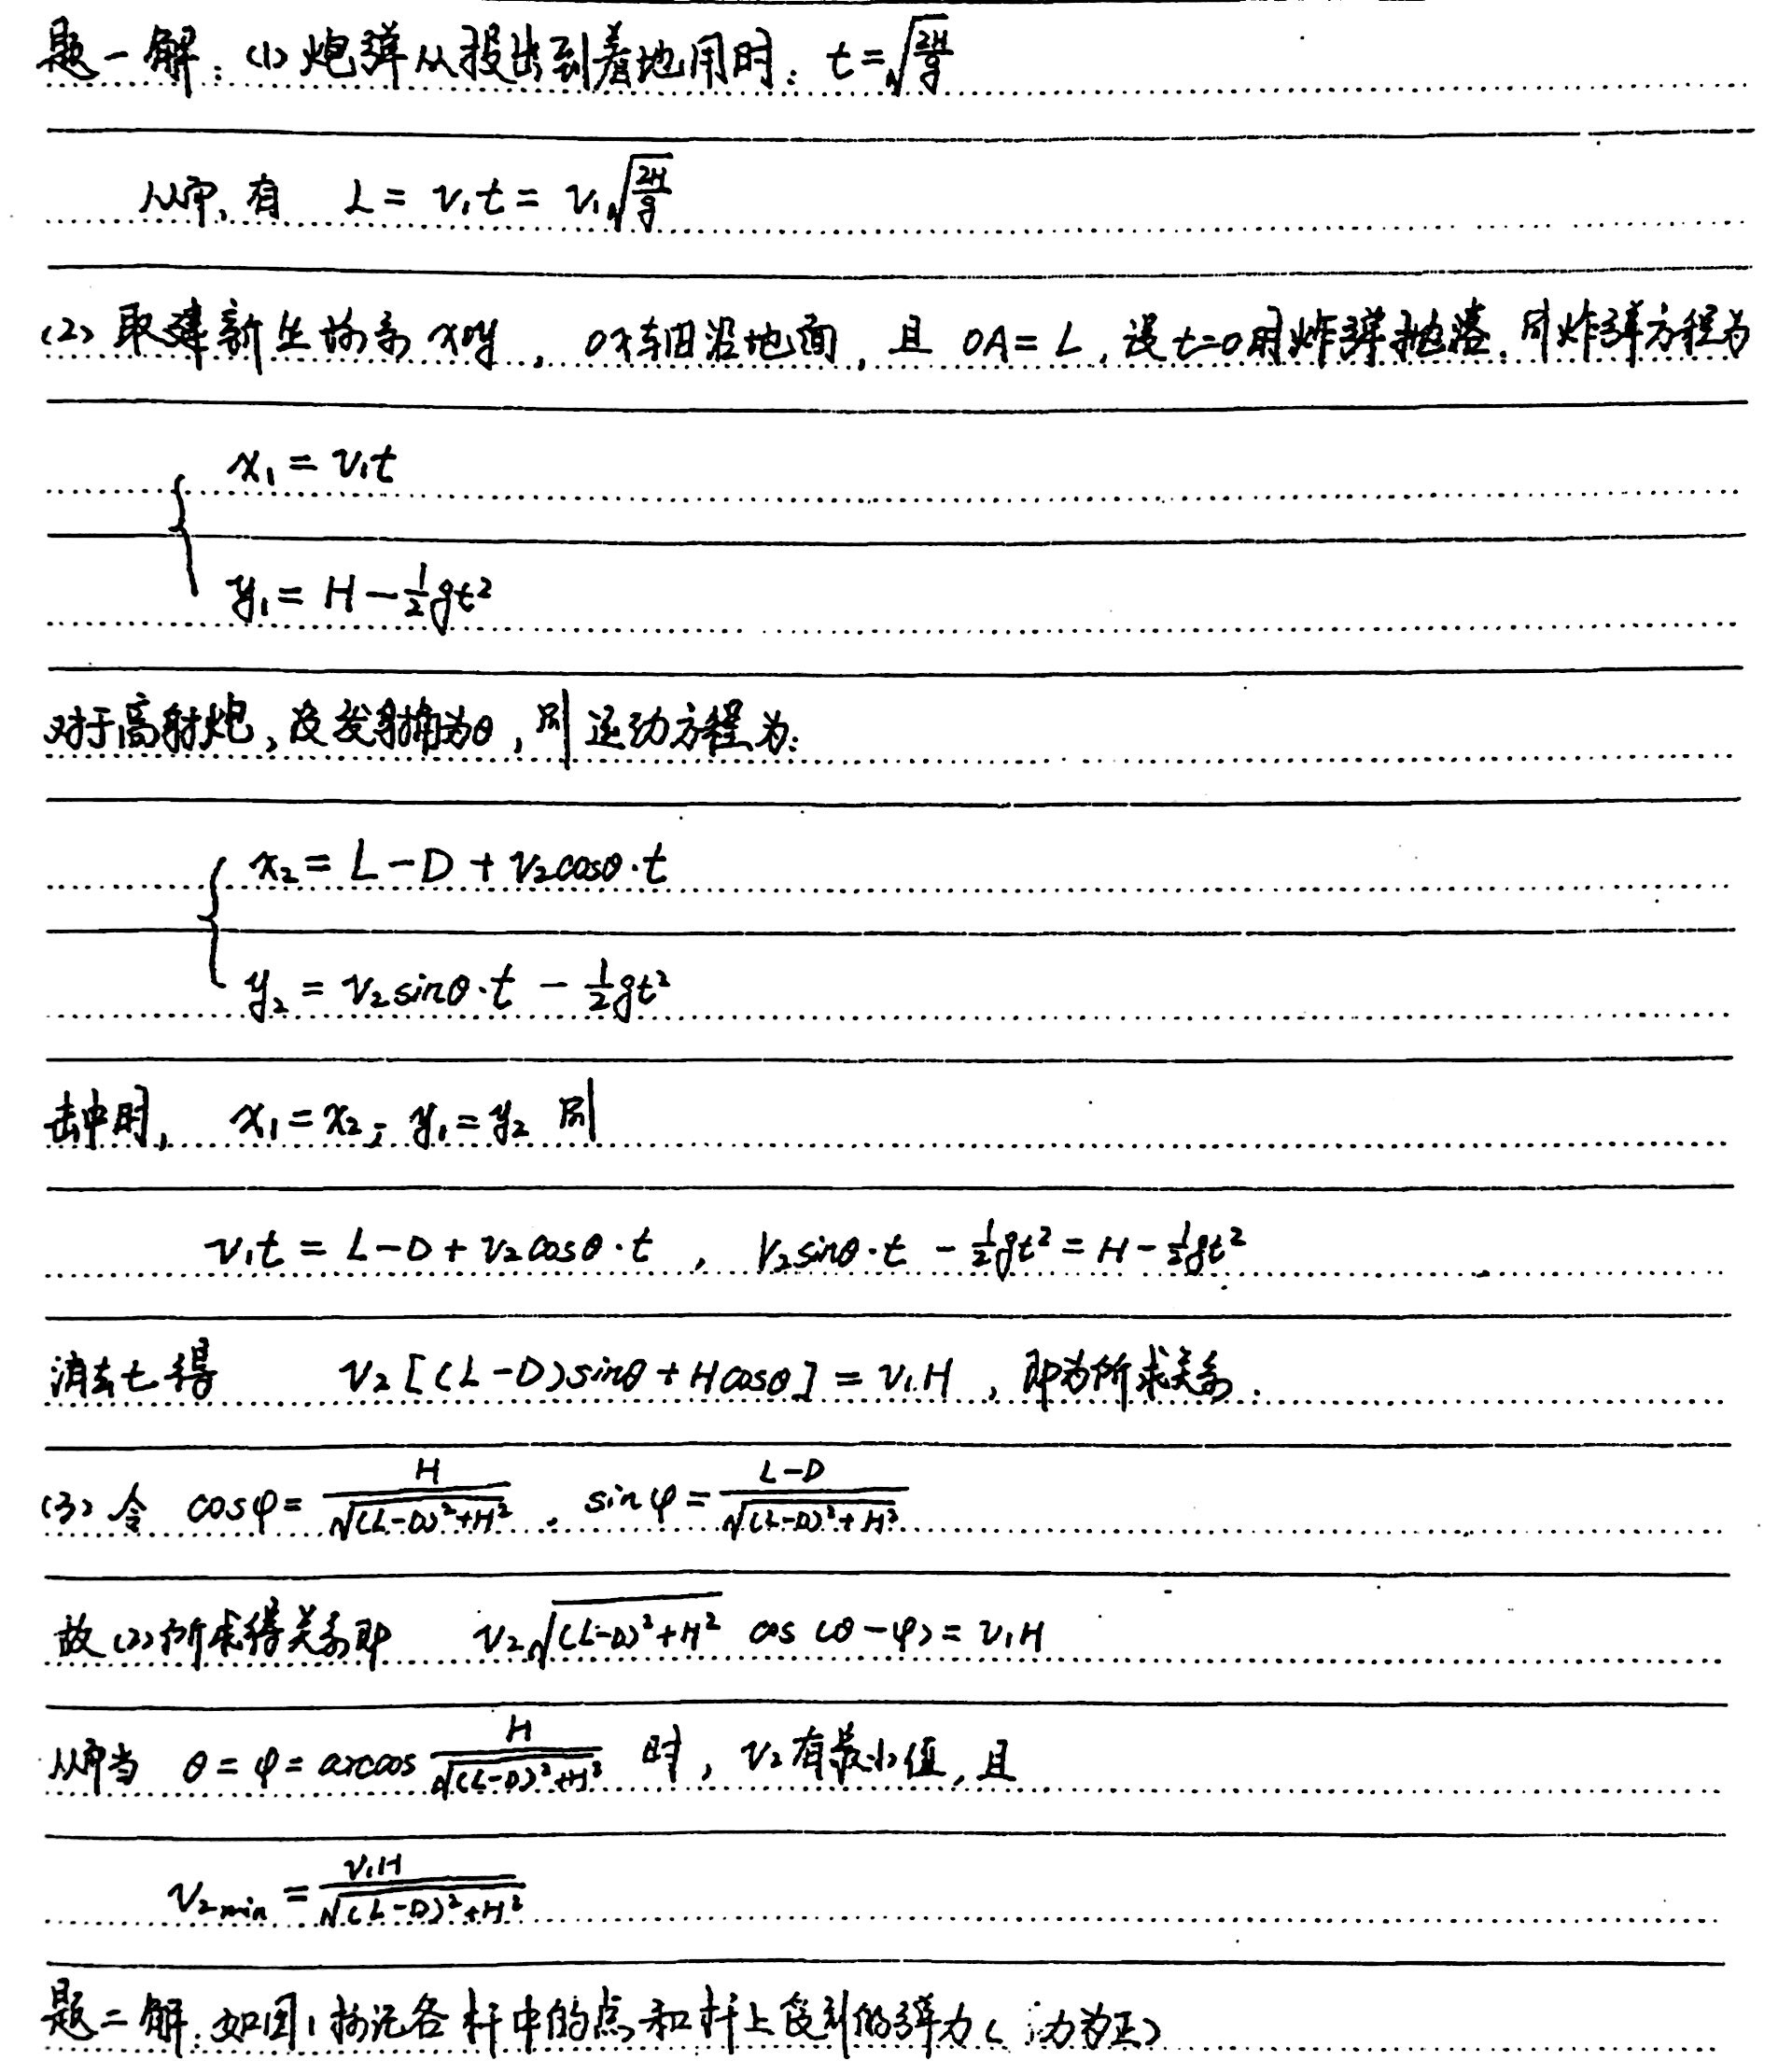 题一解：(1) 炮弹从投出到着地用时：t=√(2H/g)
从而，有 L = v₁t = v₁√(2H/g)
(2) 取建新坐标系 xoy，ox轴沿地面，且 OA=L，设t=0时炸弹抛落，则炸弹方程为
x₁ = v₁t
y₁ = H - ½gt²
对于高射炮，设发射角为θ，则 运动方程为：
x₂ = L - D + v₂cosθ·t
y₂ = v₂sinθ·t - ½gt²
击中时， x₁=x₂，y₁=y₂ 则
v₁t = L-D+v₂cosθ·t ， v₂sinθ·t - ½gt² = H - ½gt²
消去t得 v₂[(L-D)sinθ + Hcosθ] = v₁H ，即为所求关系.
(3) 令 cosφ = H/√((L-D)²+H²) ，sinφ = (L-D)/√((L-D)²+H²)
故(2)所求得关系即 v₂√((L-D)²+H²) cos(θ-φ) = v₁H
从而当 θ=φ=arccos H/√((L-D)²+H²) 时，v₂有最小值，且
v₂min = v₁H/√((L-D)²+H²)
题二解：如图1标记各杆中的点和杆上受到的弹力( 力为正)